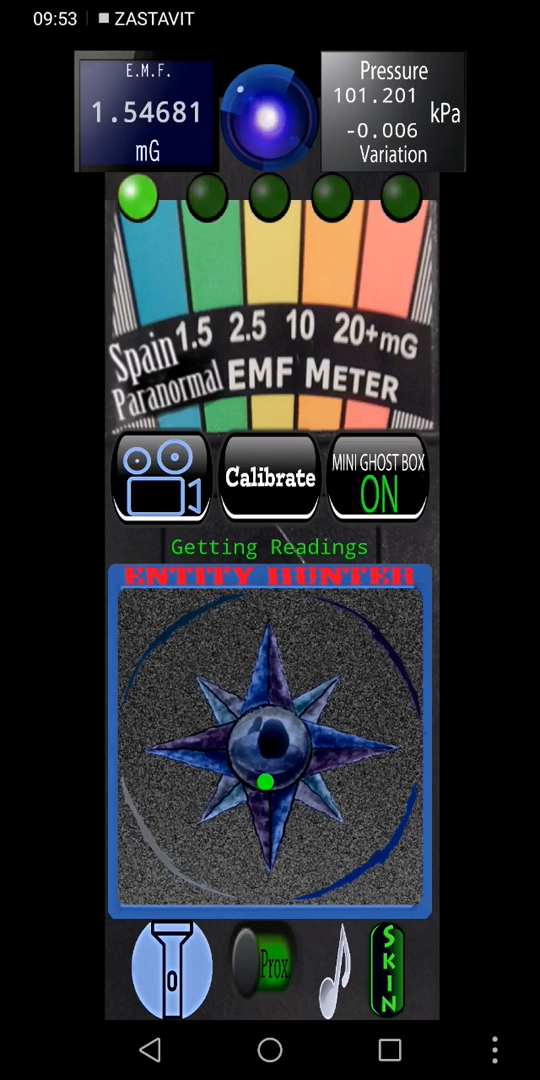 09:53 ZASTAVIT
E.M.F.
1.54681
mG
Pressure
101.201
kPa
-0.006
Variation
1.5 2.5 10 20+mG
Spain
Paranormal
EMF METER
Calibrate
MINI GHOST BOX
ON
Getting Readings
ENTITY HUNTER
Prox.
SKIN